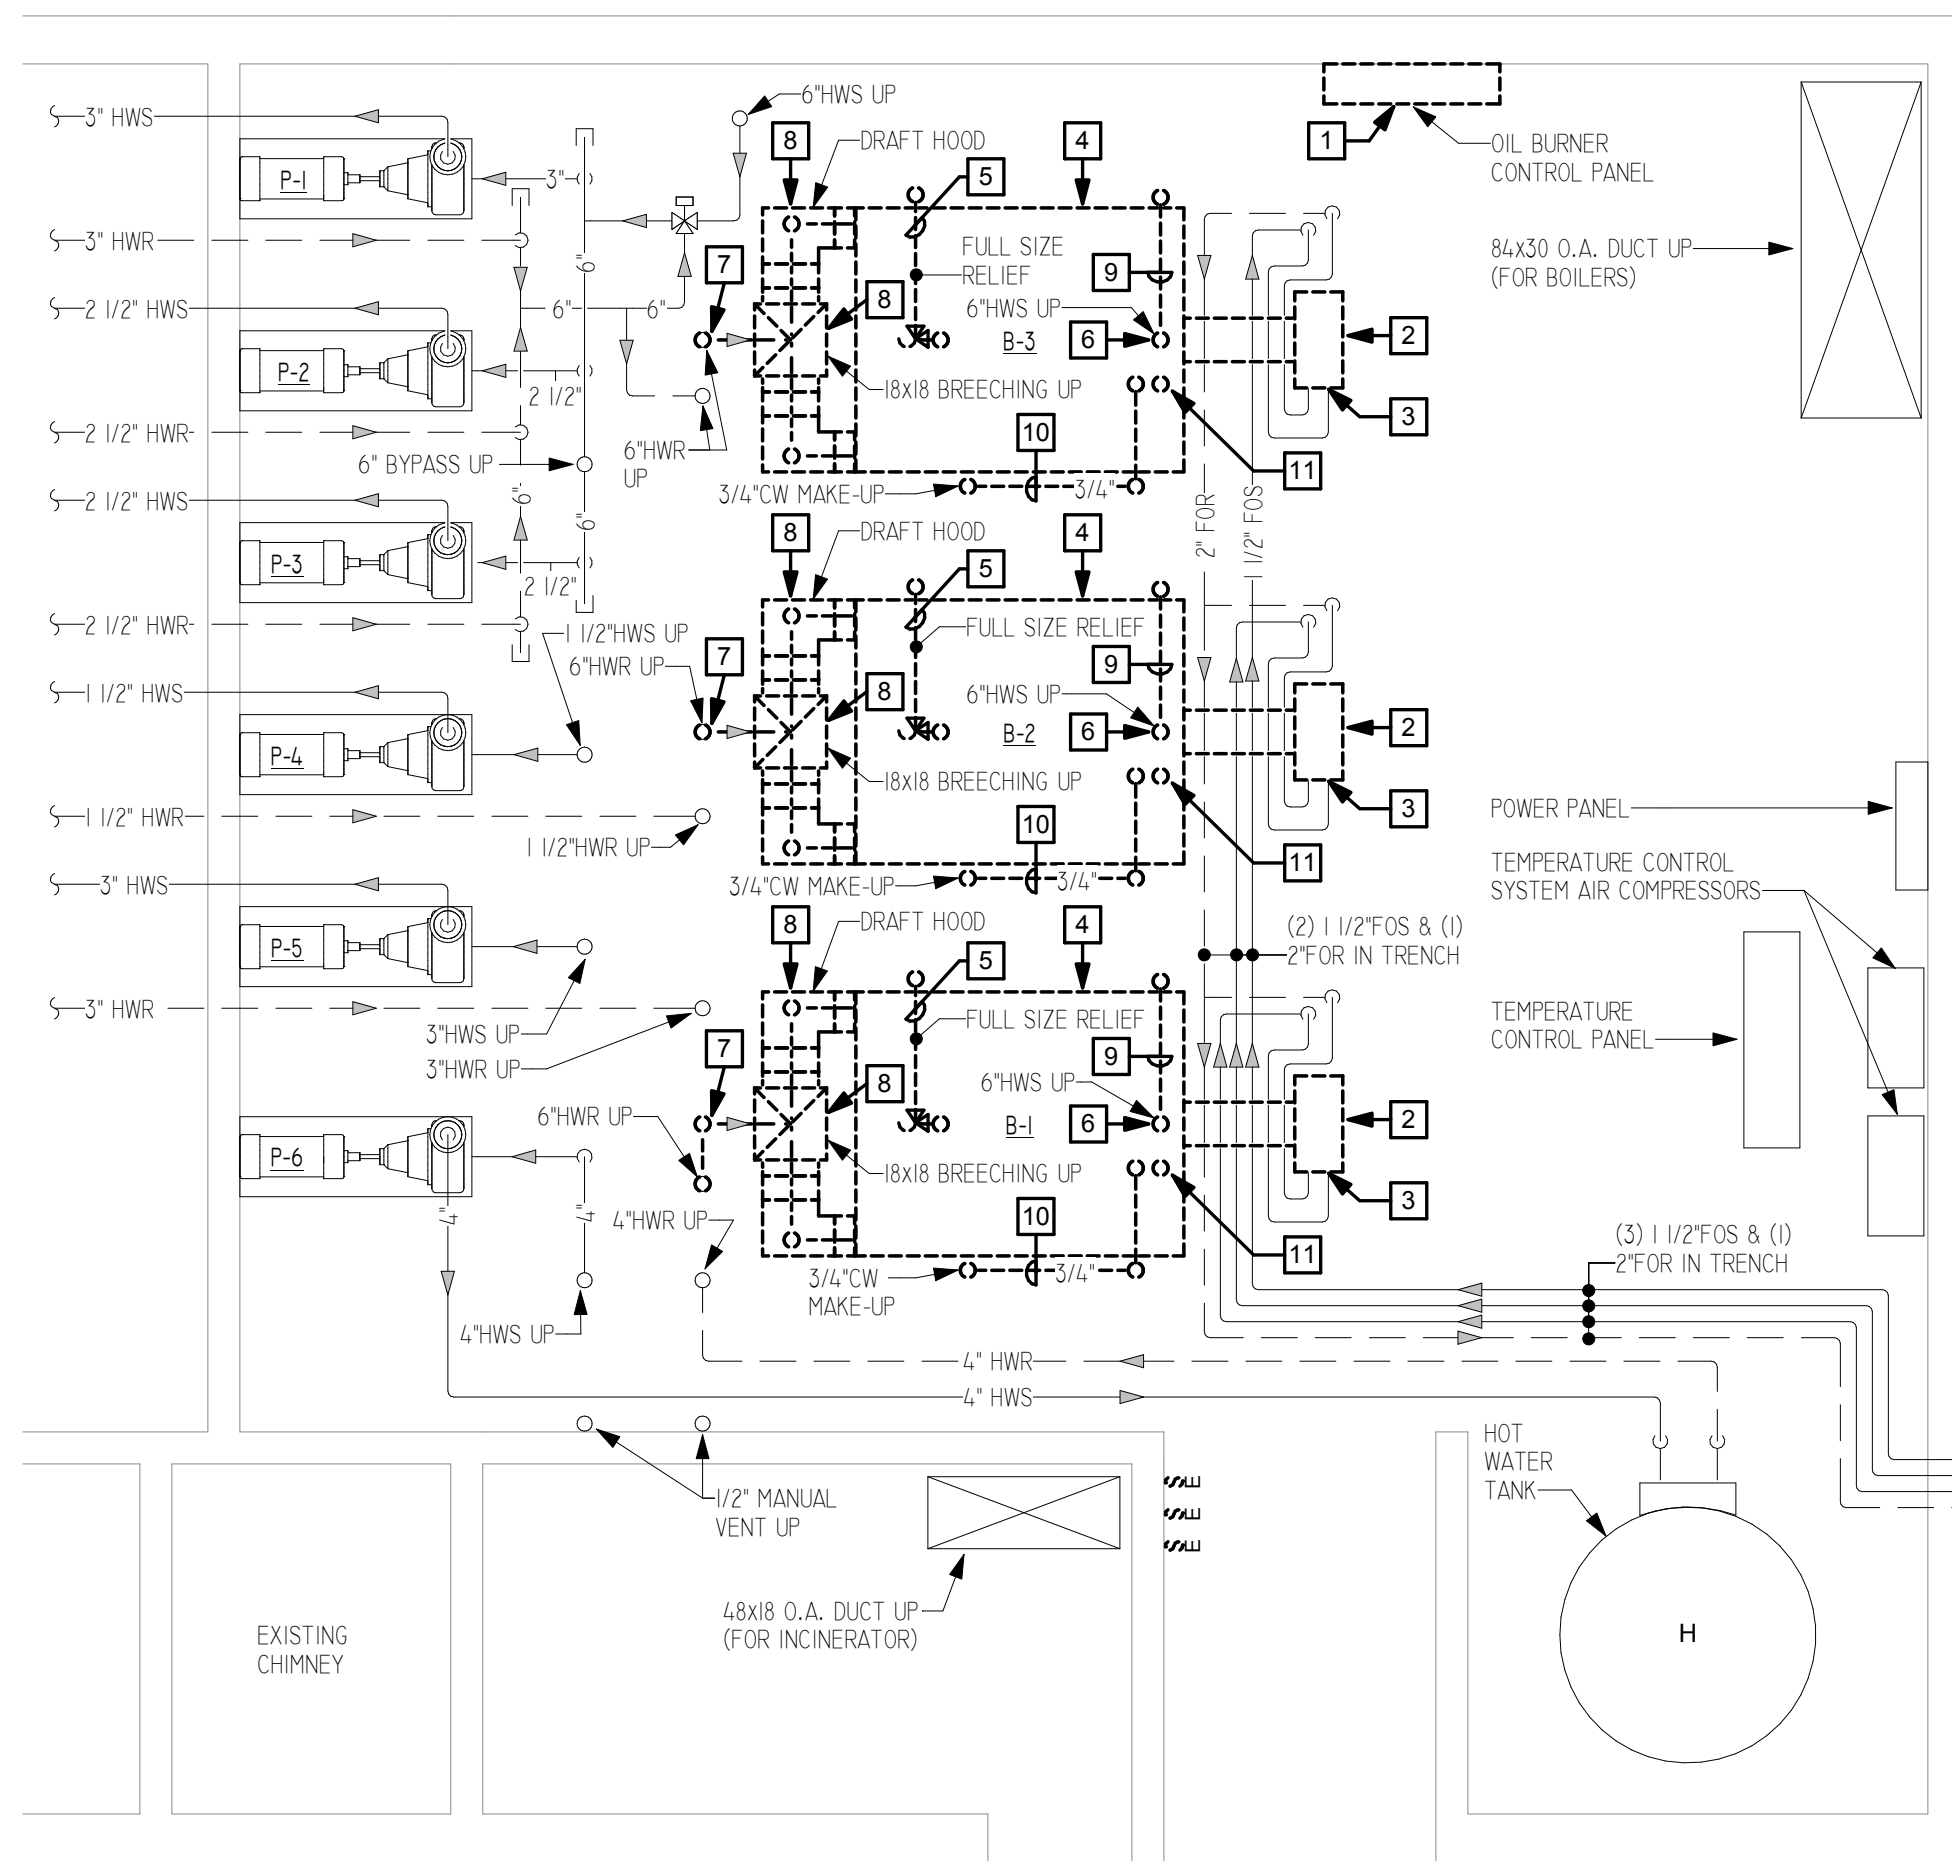 6"HWS UP
3" HWS
8
DRAFT HOOD
4
1
OIL BURNER
CONTROL PANEL
P-1
3"
5
3" HWR
6"
7
FULL SIZE
RELIEF
9
84x30 O.A. DUCT UP
(FOR BOILERS)
2 1/2" HWS
6"
6"
8
6"HWS UP
6
B-3
2
P-2
2 1/2"
18x18 BREECHING UP
3
2 1/2" HWR
6"HWR
UP
10
6" BYPASS UP
11
3/4"CW MAKE-UP
3/4"
2 1/2" HWS
6"
6"
2" FOR
1 1/2" FOS
8
DRAFT HOOD
4
P-3
2 1/2"
5
2 1/2" HWR
1 1/2"HWS UP
6"HWR UP
7
FULL SIZE RELIEF
9
1 1/2" HWS
8
6"HWS UP
6
B-2
2
P-4
18x18 BREECHING UP
3
POWER PANEL
1 1/2" HWR
1 1/2"HWR UP
10
11
TEMPERATURE CONTROL
SYSTEM AIR COMPRESSORS
3/4"CW MAKE-UP
3/4"
3" HWS
8
DRAFT HOOD
4
(2) 1 1/2"FOS & (1)
2"FOR IN TRENCH
P-5
5
3" HWR
FULL SIZE RELIEF
TEMPERATURE
CONTROL PANEL
3"HWS UP
3"HWR UP
7
9
8
6"HWS UP
6"HWR UP
6
B-1
2
P-6
18x18 BREECHING UP
3
4"
4"
4"HWR UP
10
11
(3) 1 1/2"FOS & (1)
2"FOR IN TRENCH
3/4"CW
MAKE-UP
3/4"
4"HWS UP
4" HWR
4" HWS
HOT
WATER
TANK
E
E
E
1/2" MANUAL
VENT UP
48x18 O.A. DUCT UP
(FOR INCINERATOR)
EXISTING
CHIMNEY
H